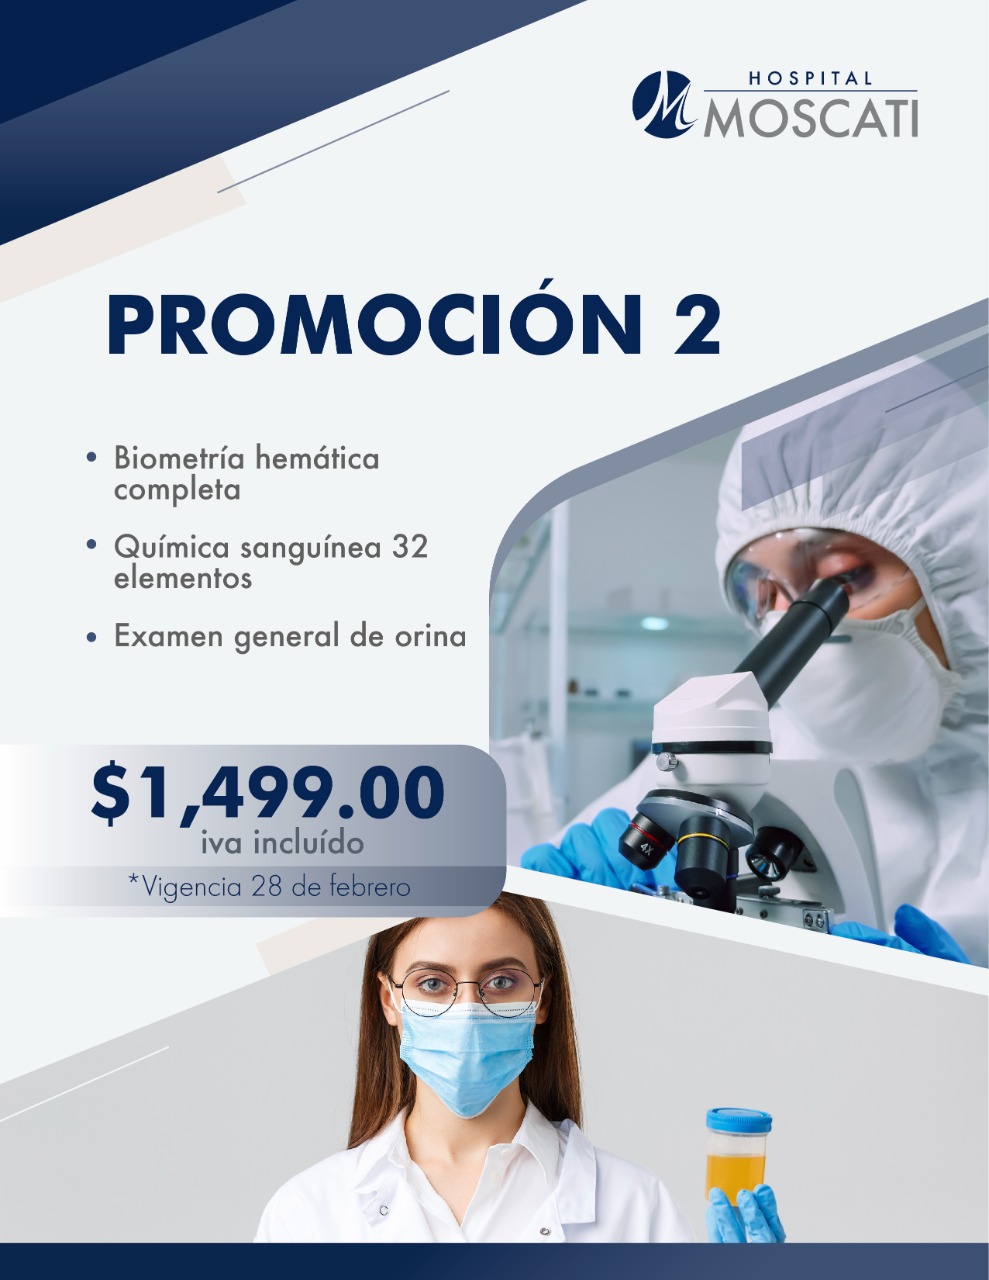 HOSPITAL
MOSCATI
PROMOCIÓN 2
• Biometría hemática
completa
• Química sanguínea 32
elementos
• Examen general de orina
$1,499.00
iva incluído
*Vigencia 28 de febrero
4X